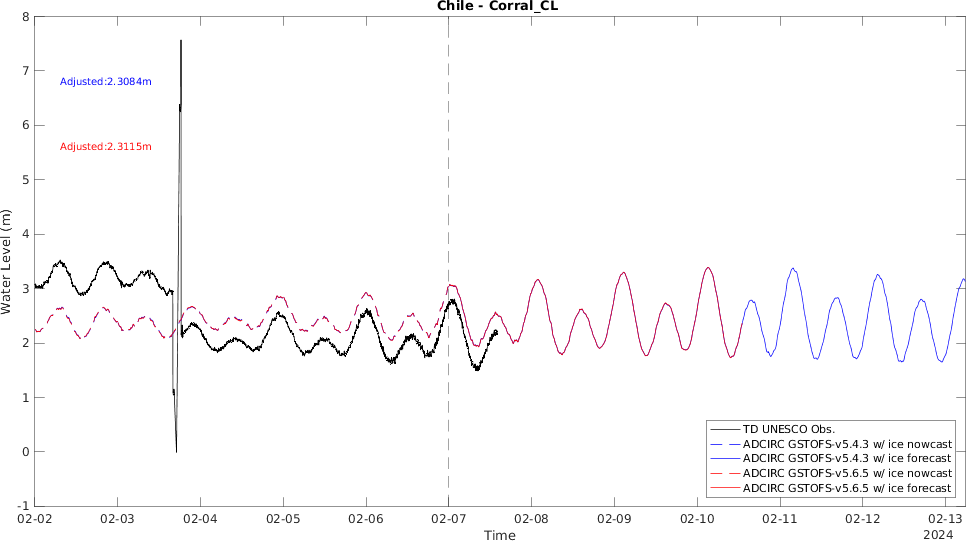 Chile - Corral_CL
8
7
6
5
4
3
2
1
0
-1
Water Level (m)
Adjusted:2.3084m
Adjusted:2.3115m
TD UNESCO Obs.
ADCIRC GSTOFS-v5.4.3 w/ ice nowcast
ADCIRC GSTOFS-v5.4.3 w/ ice forecast
ADCIRC GSTOFS-v5.6.5 w/ ice nowcast
ADCIRC GSTOFS-v5.6.5 w/ ice forecast
02-02 02-03 02-04 02-05 02-06 02-07 02-08 02-09 02-10 02-11 02-12 02-13
2024
Time